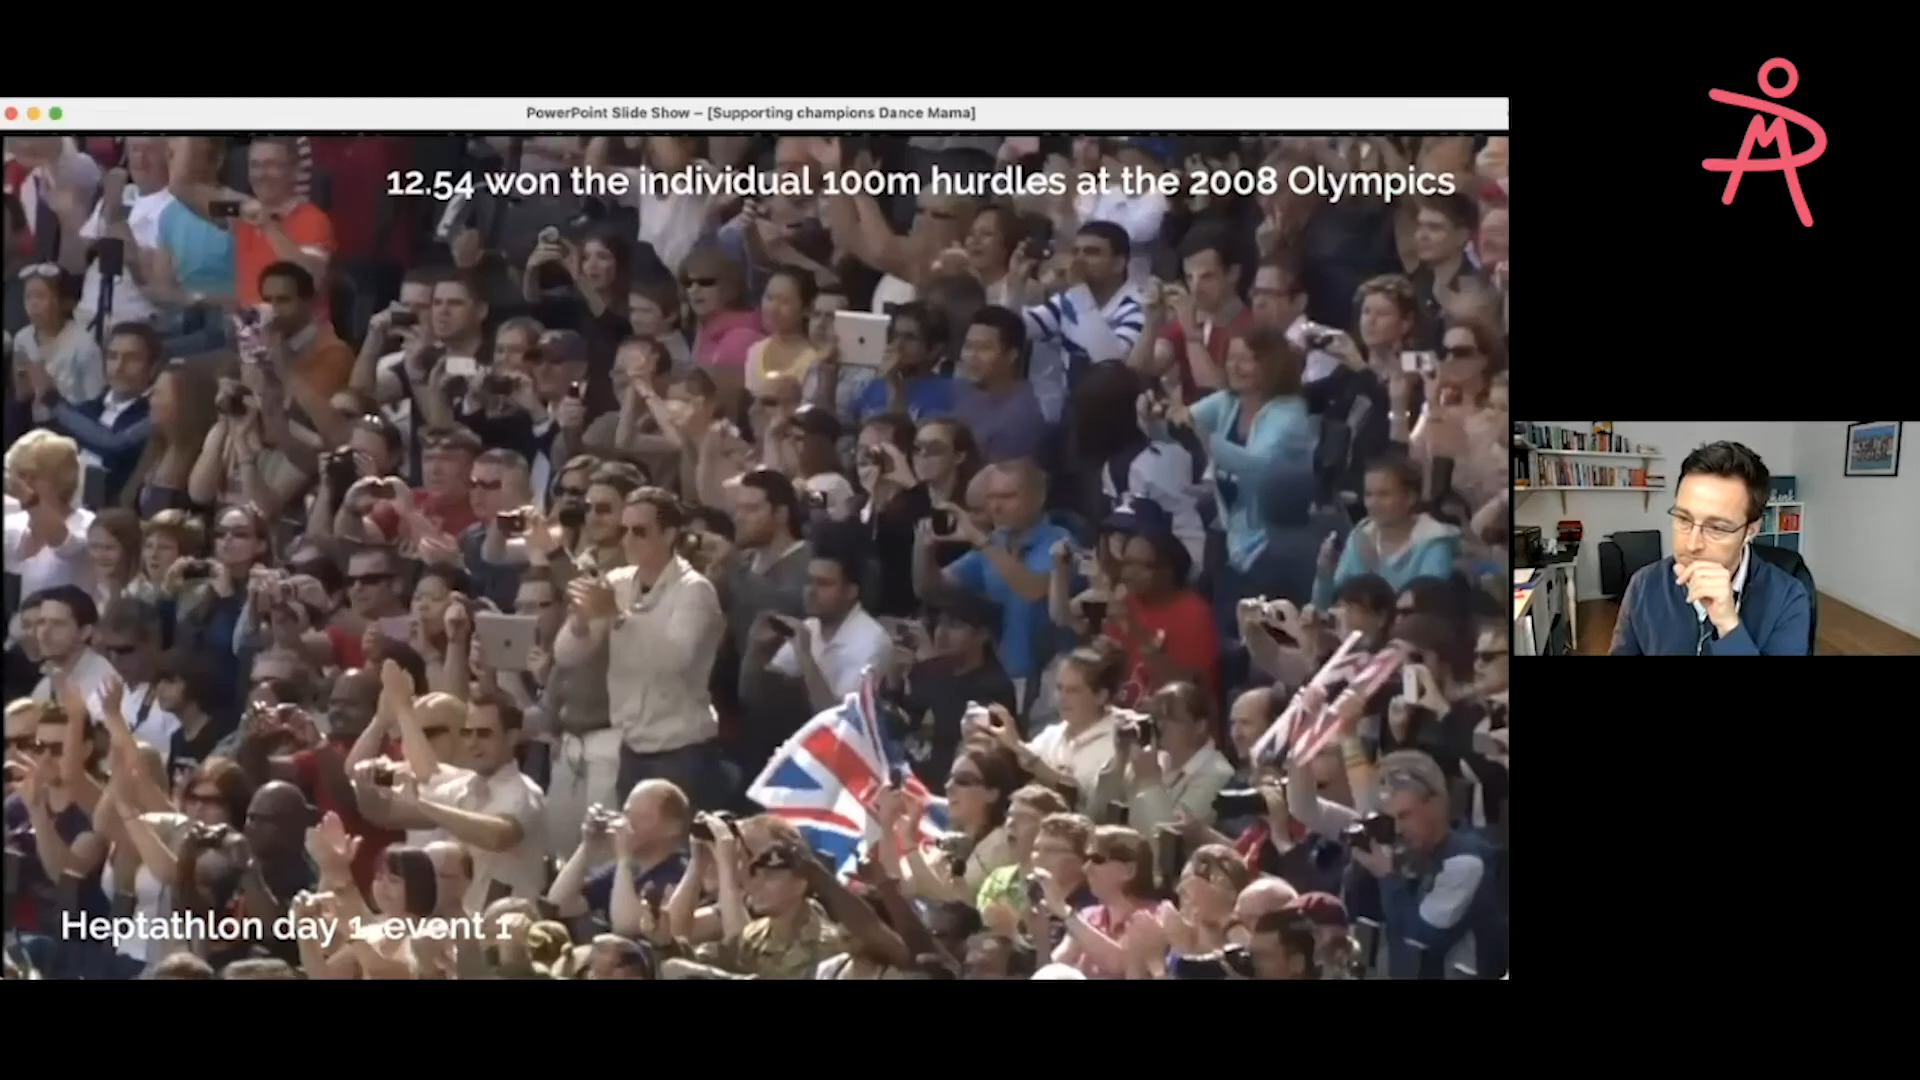 PowerPoint Slide Show – [Supporting champions Dance Mama]
12.54 won the individual 100m hurdles at the 2008 Olympics
Heptathlon day 1, event 1